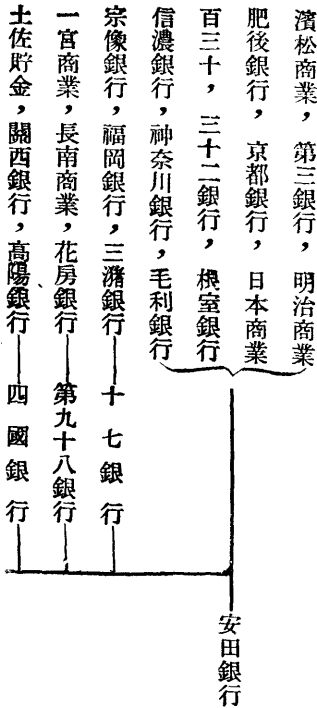 濱松商業，第三銀行，明治商業
肥後銀行，京都銀行，日本商業
百三十，三十二銀行，根室銀行
信濃銀行，神奈川銀行，毛利銀行
宗像銀行，福岡銀行，三潴銀行
十七銀行
一宮商業，長南商業，花房銀行
第九十八銀行
土佐貯金，關西銀行，高陽銀行
四國銀行
安田銀行